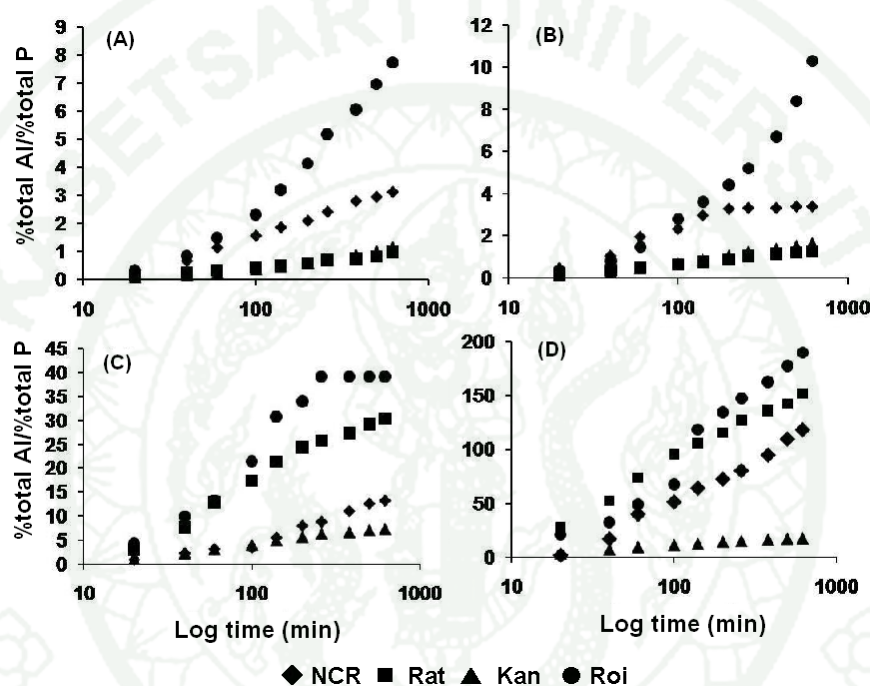 (A)
(B)
%total Al/%total P
9
8
7
6
5
4
3
2
1
0
10 100 1000
12
10
8
6
4
2
0
10 100 1000
(C)
(D)
%total Al/%total P
45
40
35
30
25
20
15
10
5
0
10 100 1000
200
150
100
50
0
10 100 1000
Log time (min)
Log time (min)
NCR Rat Kan Roi
KASETSART UNIVERSIT